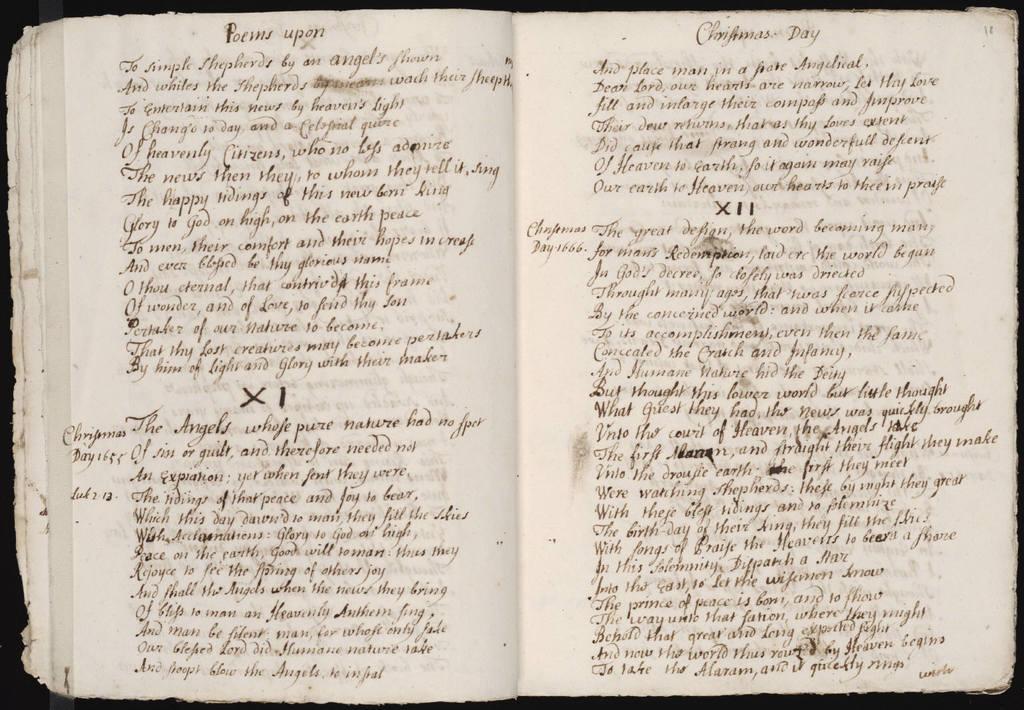 Poems upon
To simple shepherds by an angel's shown
And whiles the Shepherds wach their sheep
To Entertain this news by heaven's Light
Is Chang'd to day, and a Celestial quire
Of heavenly Citizens, who no less admire
The news then they, to whom they tell it, sing
The happy tidings of this new born King
Glory to God on high, on the earth peace
To men, their comfort and their hopes increase
And ever blessed be thy glorious name
O thou eternal, that contrivdst this frame
Of wonder, and of Love, to send thy Son
Pertaker of our Nature to become,
That thy Lost creatures may become pertakers
By him of Light and Glory with their maker
XI
Christmas Day 1655
The Angels, whose pure nature had no spot
Of sin or guilt, and therefore needed not
An Expiation; yet when sent they were,
Luk 2 13.
The tidings of that peace and Joy to bear,
Which this day dawn'd to man, they fill the skies
With Acclamations: Glory to God on high,
Peace on the earth, Good will to man: thus they
Rejoyce to see the spring of others joy
And shall the Angels when the news they bring
Of bliss to man an Heavenly Anthem sing,
And man be silent, man, for whose only sake
Our blessed Lord did Humane nature take
And stoopt blow the Angels, to instal
Christmas Day
18
And place man in a state Angelical,
Dear Lord, our hearts are narrow, Let thy Love
fill and inlarge their compass and Improve
Their dew returns, that as thy loves extent
Did cause that strang and wonderfull descent
Of Heaven to Earth; so it again may raise
Our earth to Heaven, our hearts to thee in praise
XII
Christmas Day 1666.
The great design, the word becoming man,
for mans Redemption, laid ere the world began
In God's decree, so closely was driected
Throught many ages, that twas scarce suspected
By the concerned world: and when it came
To its accomplishment, even then the same
Concealed the Cratch and Infancy,
And Humane Nature hid the Deity
But thought this lower world but little thought
What Guest they had, the news was quickly brought
Unto the court of Heaven, the Angels take
The first Alaram, and straight their flight they make
Unto the drousie earth: the first they meet
Were watching Shepherds: these by night they great
With these blest tidings and to solemnize
The birth-day of their King, they fill the skies
With songs of Praise the Heavens to bear a share
In this Solemnity, Dispatch a Star
Into the East, to Let the wisemen know
The prince of peace is born, and to show
The way unto that sation, where they might
Behold that great and Long expected sight
And now the world thus rowz'd by Heaven begins
To take the Alaram, and it quickly rings
with